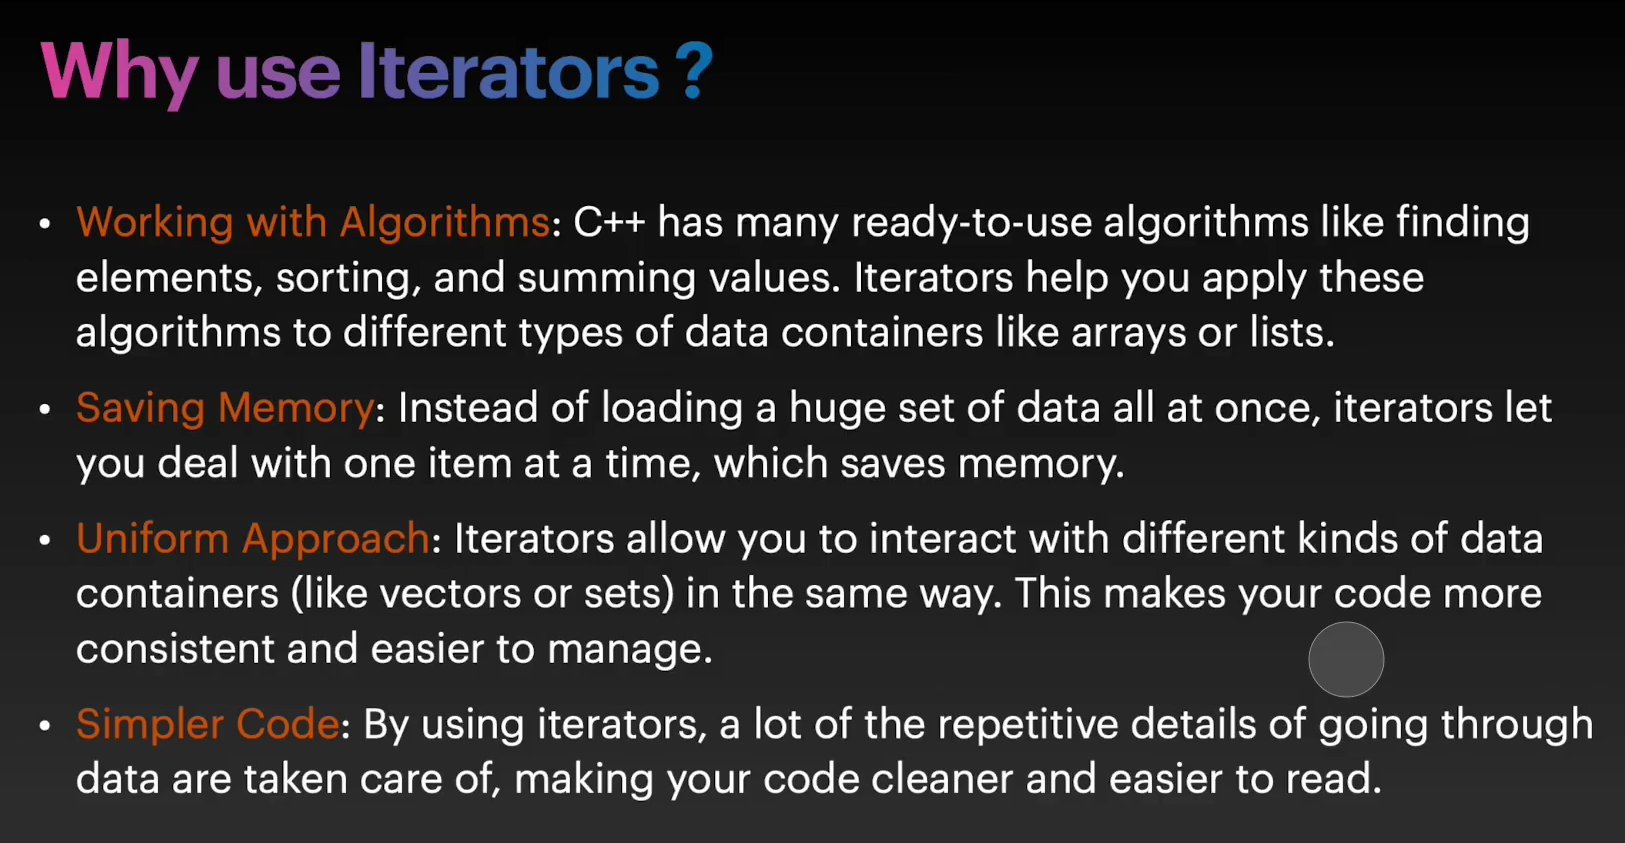 Why use Iterators ?
• Working with Algorithms: C++ has many ready-to-use algorithms like finding
elements, sorting, and summing values. Iterators help you apply these
algorithms to different types of data containers like arrays or lists.
• Saving Memory: Instead of loading a huge set of data all at once, iterators let
you deal with one item at a time, which saves memory.
• Uniform Approach: Iterators allow you to interact with different kinds of data
containers (like vectors or sets) in the same way. This makes your code more
consistent and easier to manage.
• Simpler Code: By using iterators, a lot of the repetitive details of going through
data are taken care of, making your code cleaner and easier to read.